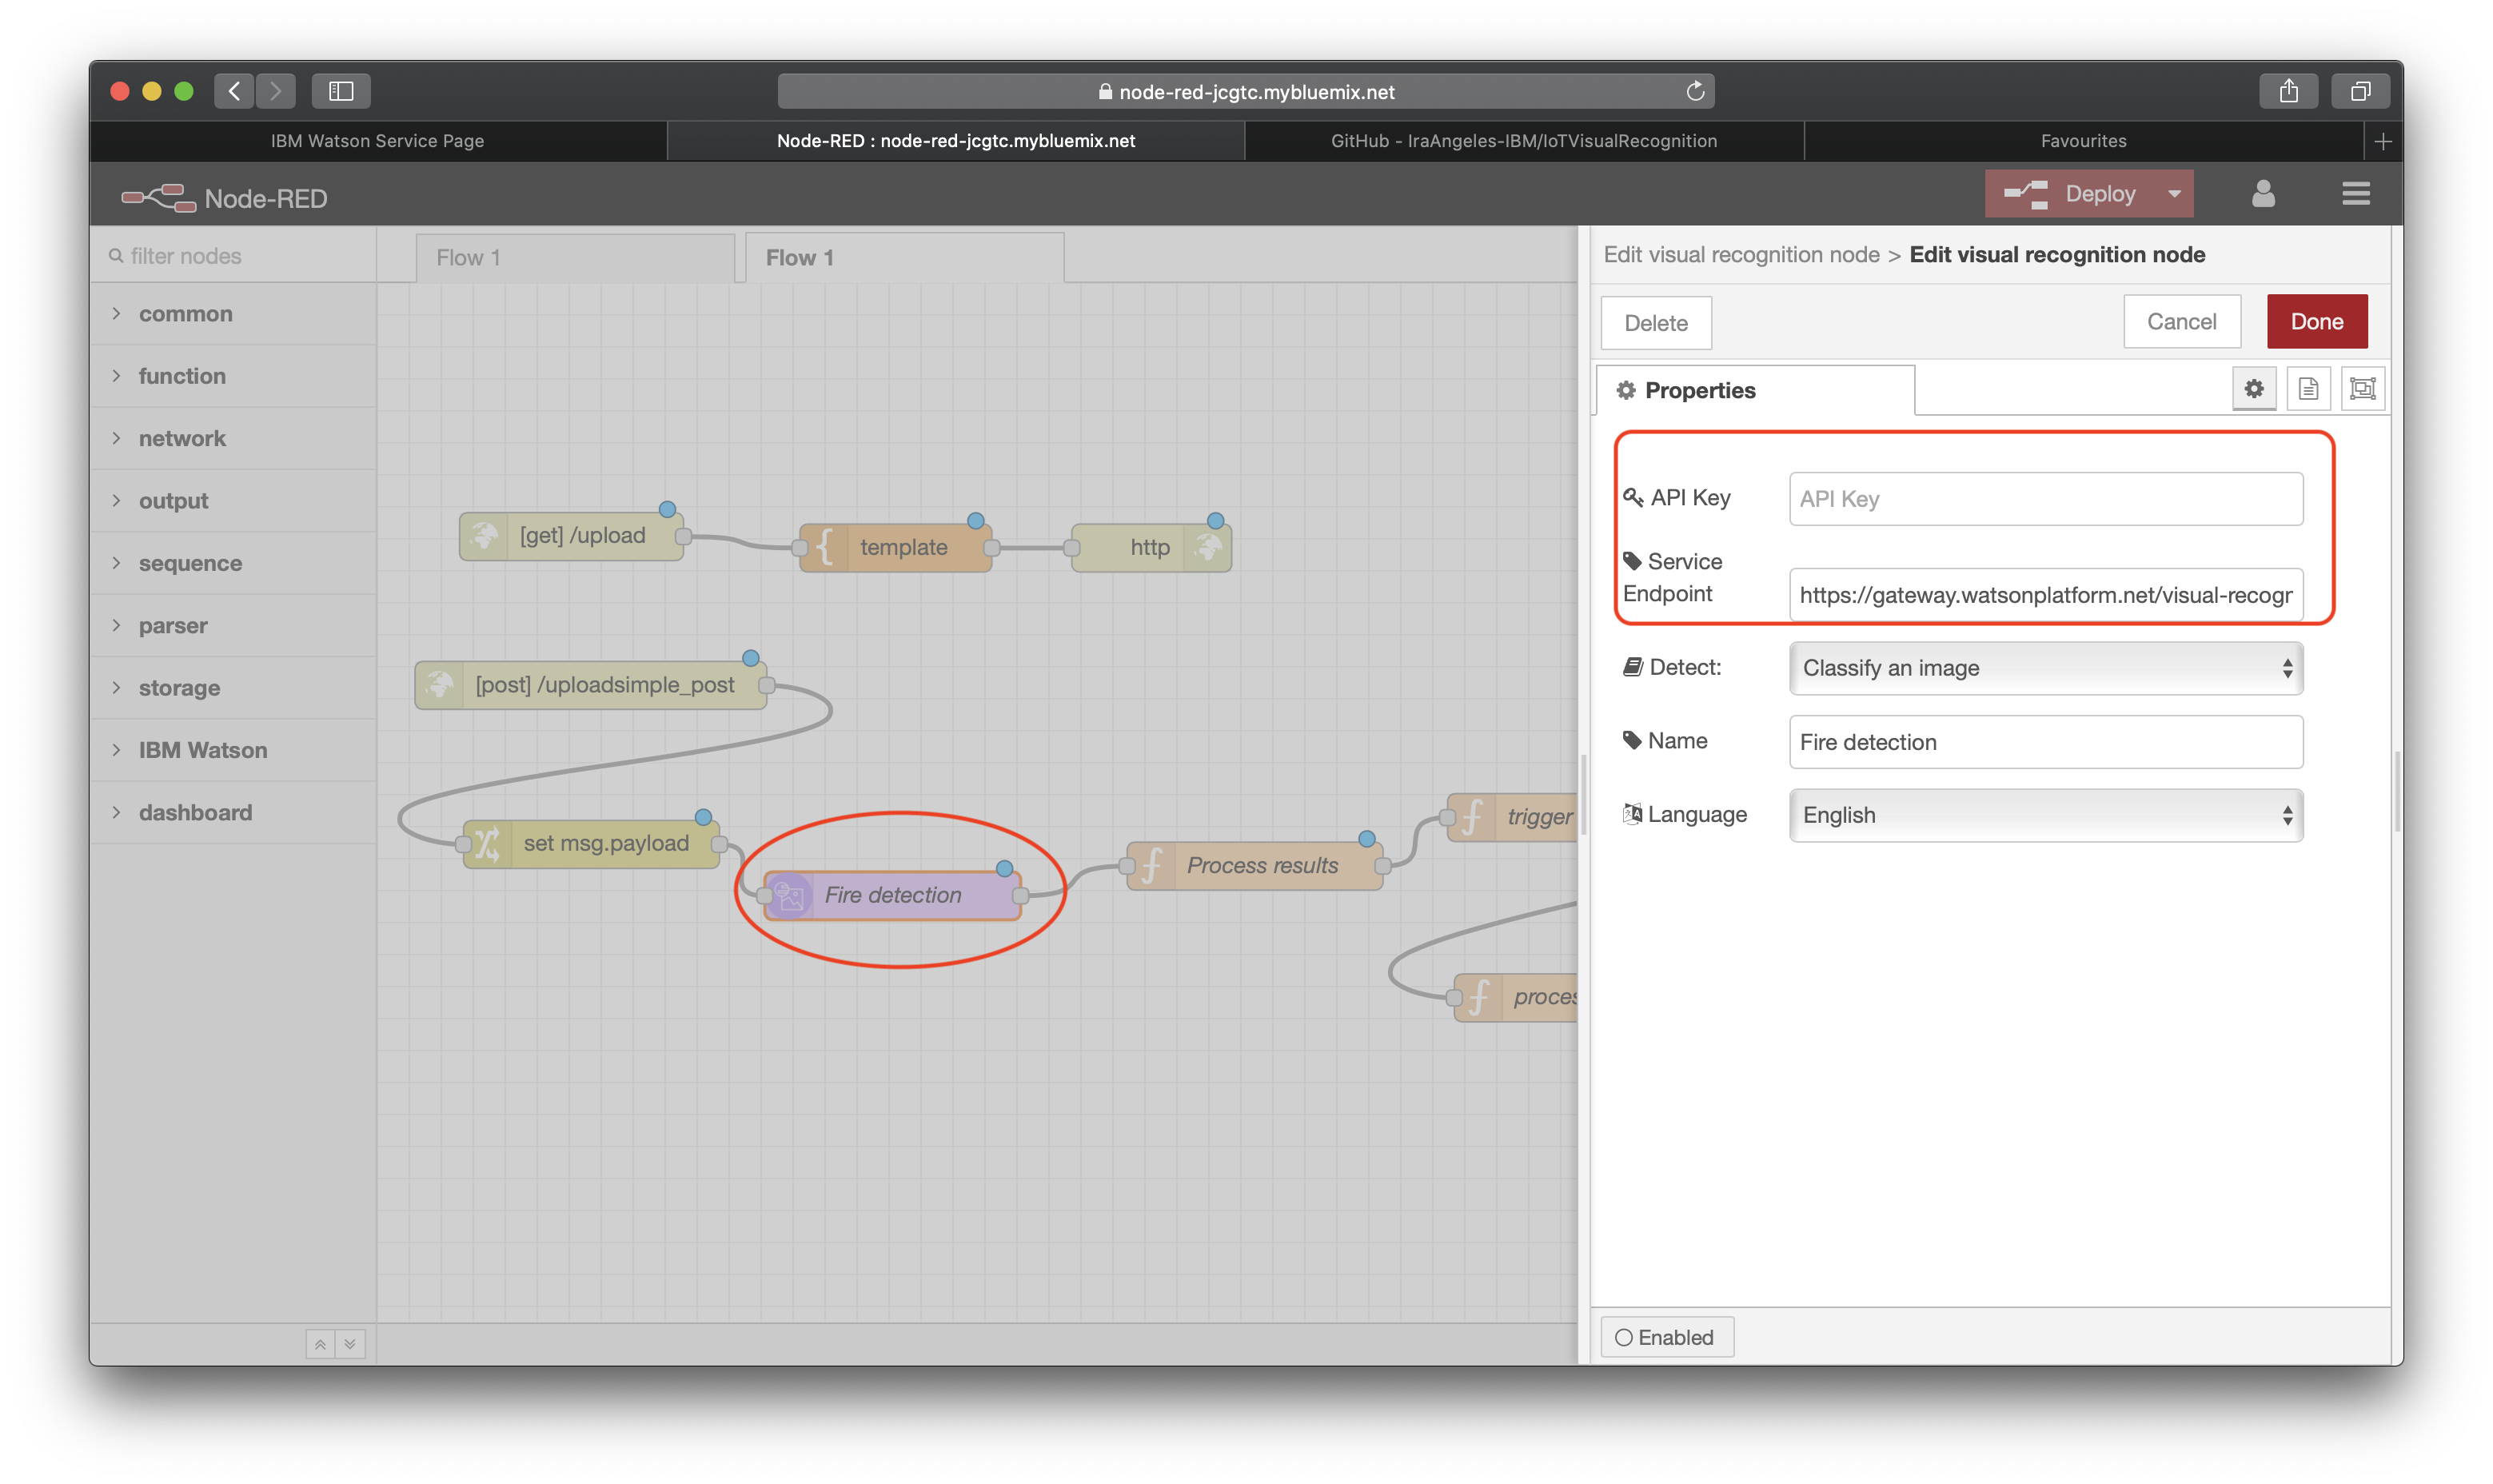 node-red-jcgtc.mybluemix.net
IBM Watson Service Page
Node-RED : node-red-jcgtc.mybluemix.net
GitHub - IraAngeles-IBM/IoTVisualRecognition
Favourites
Node-RED
Deploy
filter nodes
common
function
network
output
sequence
parser
storage
IBM Watson
dashboard
Flow 1
Flow 1
[get] /upload
template
http
[post] /uploadsimple_post
set msg.payload
Fire detection
Process results
trigger
proces
Edit visual recognition node > Edit visual recognition node
Delete
Cancel
Done
Properties
API Key
API Key
Service
Endpoint
https://gateway.watsonplatform.net/visual-recogr
Detect:
Classify an image
Name
Fire detection
Language
English
Enabled